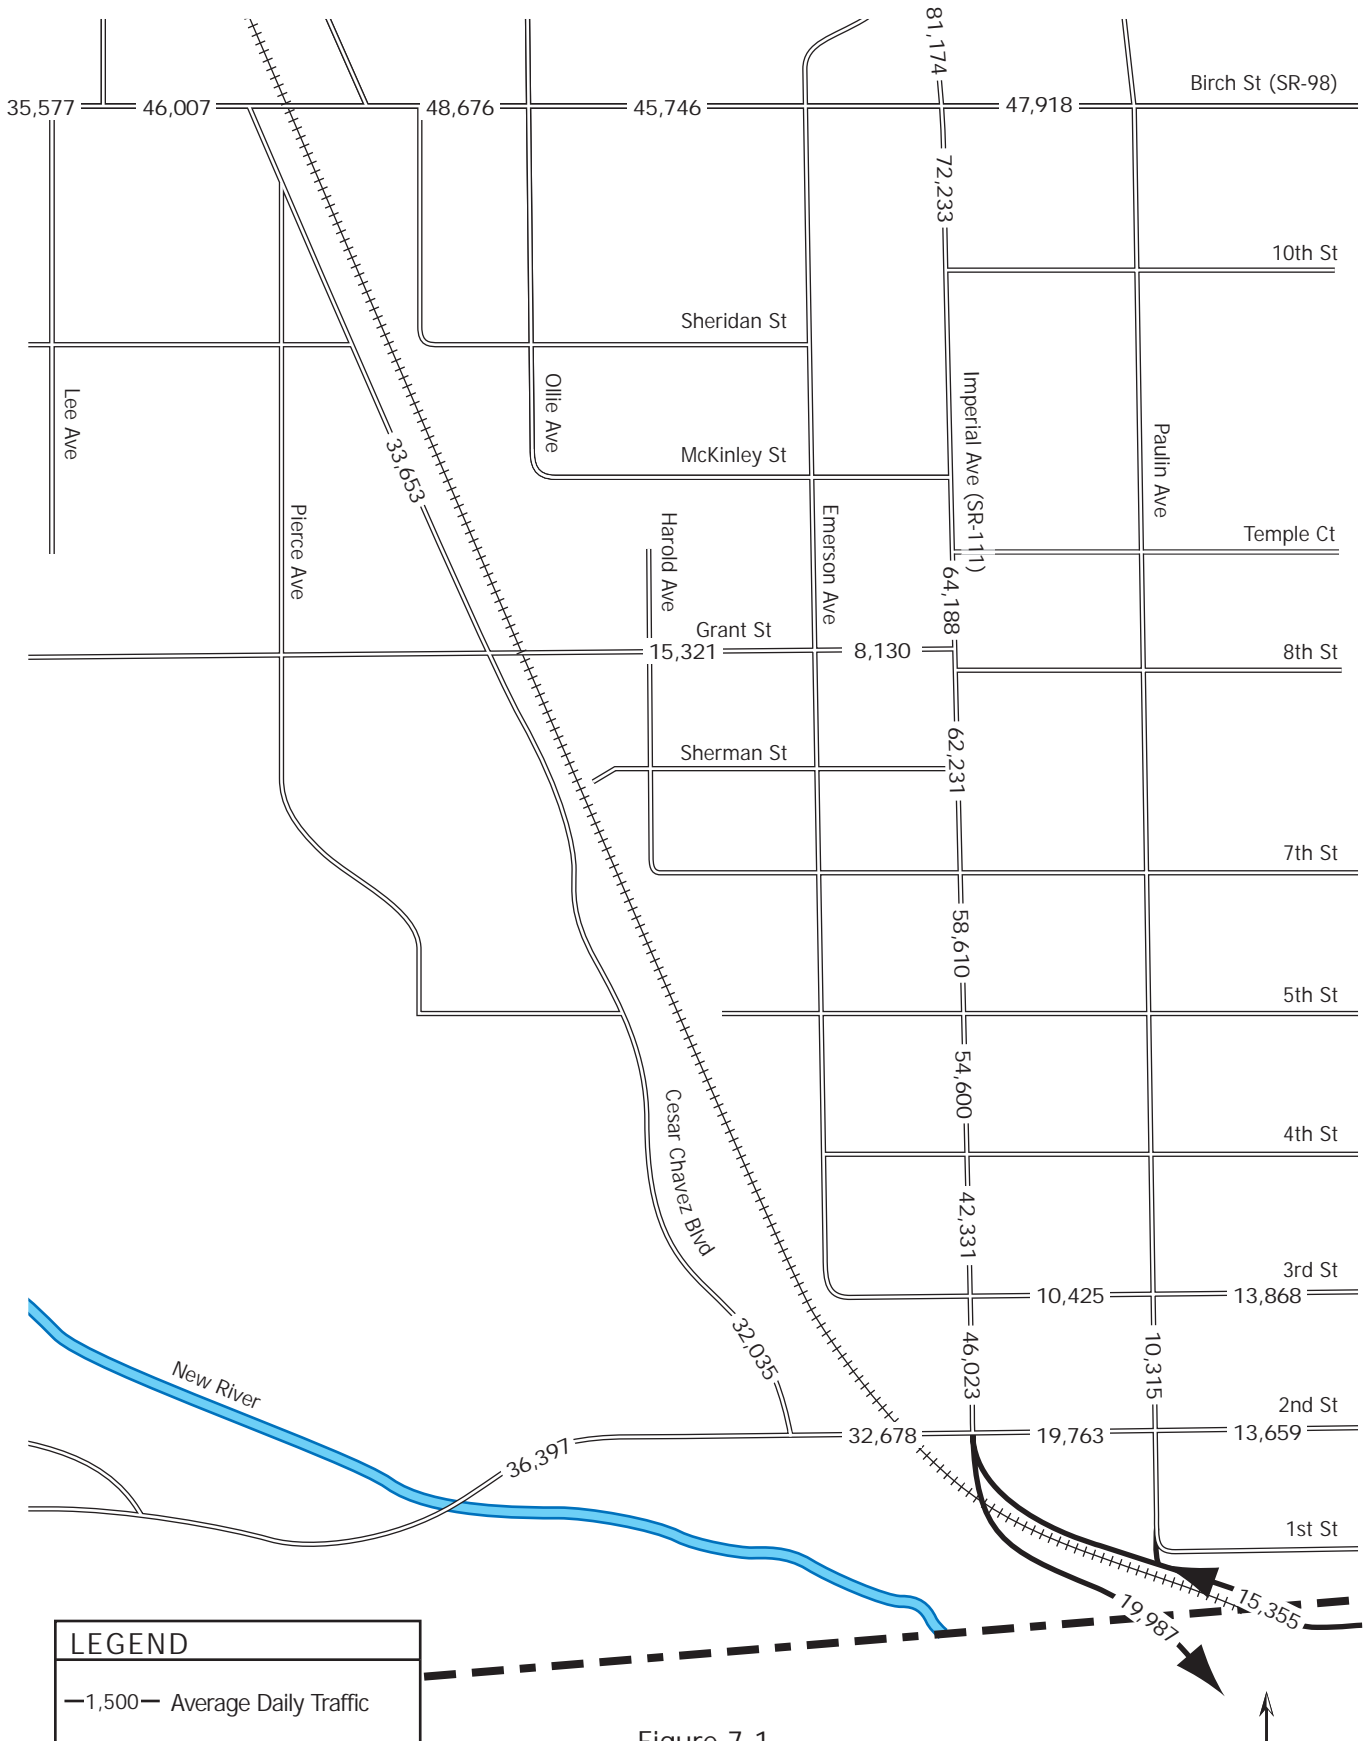 81,174
Birch St (SR-98)
35,577
46,007
48,676
45,746
47,918
72,233
10th St
Sheridan St
Lee Ave
Ollie Ave
Imperial Ave (SR-111)
Paulin Ave
33,653
McKinley St
Pierce Ave
Harold Ave
Emerson Ave
Temple Ct
64,188
Grant St
15,321
8,130
8th St
62,231
Sherman St
7th St
58,610
5th St
54,600
Cesar Chavez Blvd
4th St
42,331
3rd St
10,425
13,868
32,035
46,023
10,315
New River
2nd St
32,678
19,763
13,659
36,397
1st St
15,355
19,987
LEGEND
1,500 Average Daily Traffic
Figure 7-1